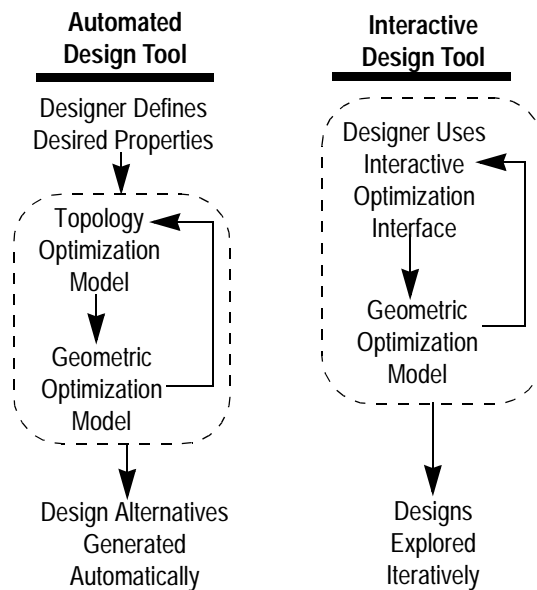 Automated
Design Tool
Designer Defines
Desired Properties
Topology
Optimization
Model
Geometric
Optimization
Model
Design Alternatives
Generated
Automatically
Interactive
Design Tool
Designer Uses
Interactive
Optimization
Interface
Geometric
Optimization
Model
Designs
Explored
Iteratively